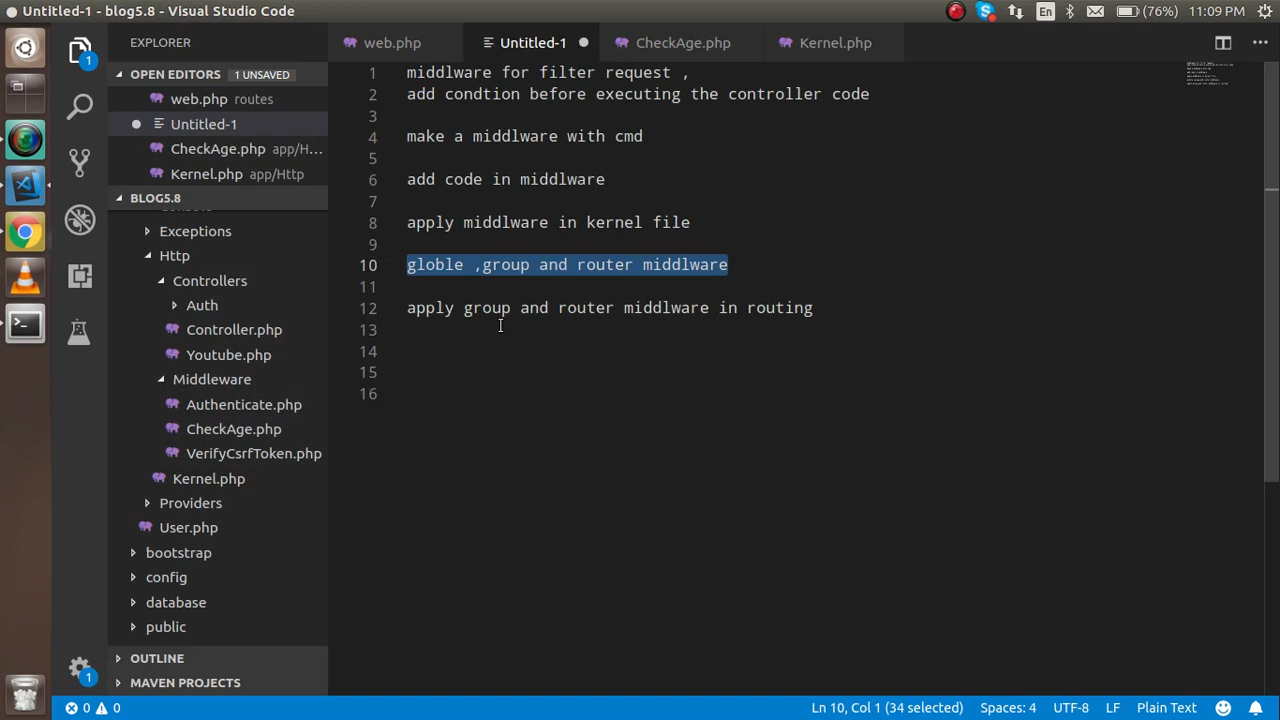 Untitled-1 - blog5.8 - Visual Studio Code
En
(76%)
11:09 PM
EXPLORER
web.php
Untitled-1
CheckAge.php
Kernel.php
OPEN EDITORS
1 UNSAVED
web.php routes
Untitled-1
CheckAge.php app/H...
Kernel.php app/Http
BLOG5.8
Exceptions
Http
Controllers
Auth
Controller.php
Youtube.php
Middleware
Authenticate.php
CheckAge.php
VerifyCsrfToken.php
Kernel.php
Providers
User.php
bootstrap
config
database
public
OUTLINE
MAVEN PROJECTS
1
1
1 middlware for filter request ,
2 add condtion before executing the controller code
3
4 make a middlware with cmd
5
6 add code in middlware
7
8 apply middlware in kernel file
9
10 globle ,group and router middlware
11
12 apply group and router middlware in routing
13
14
15
16
0 0
Ln 10, Col 1 (34 selected)
Spaces: 4
UTF-8
LF
Plain Text